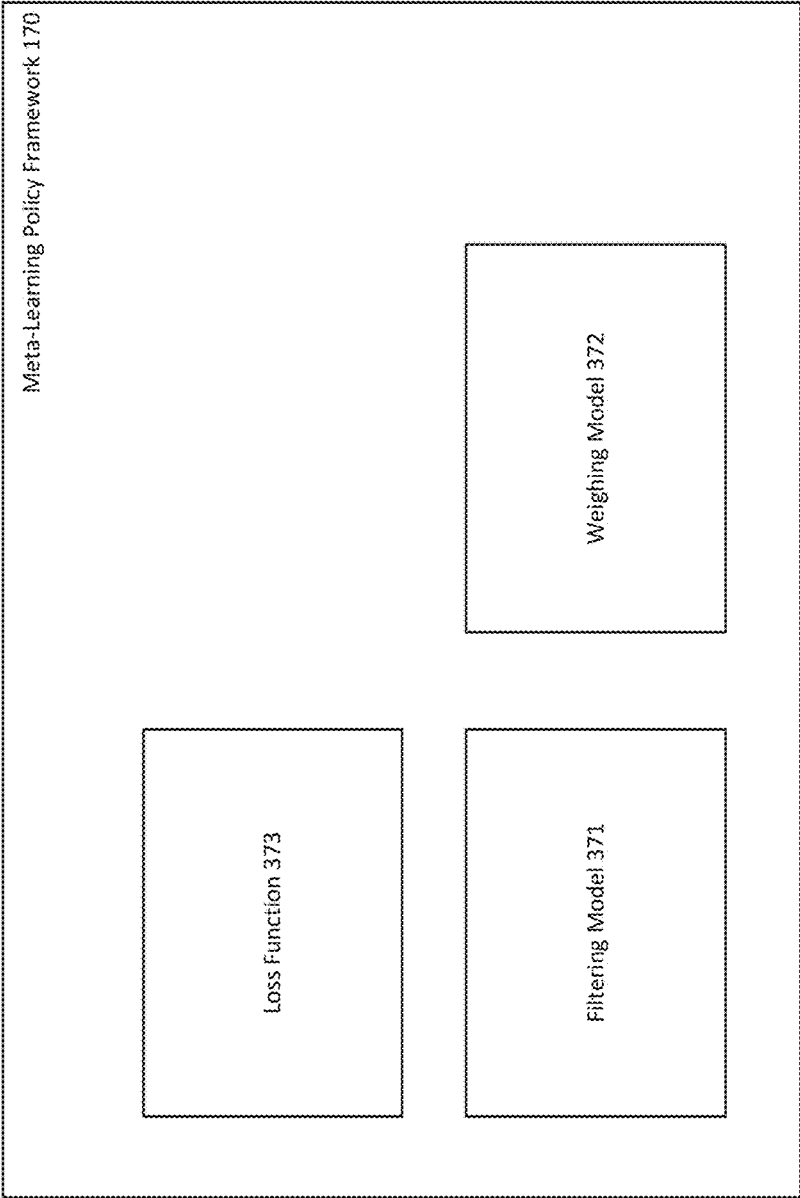 Meta-Learning Policy Framework 170
Loss Function 373
Filtering Model 371
Weighing Model 372